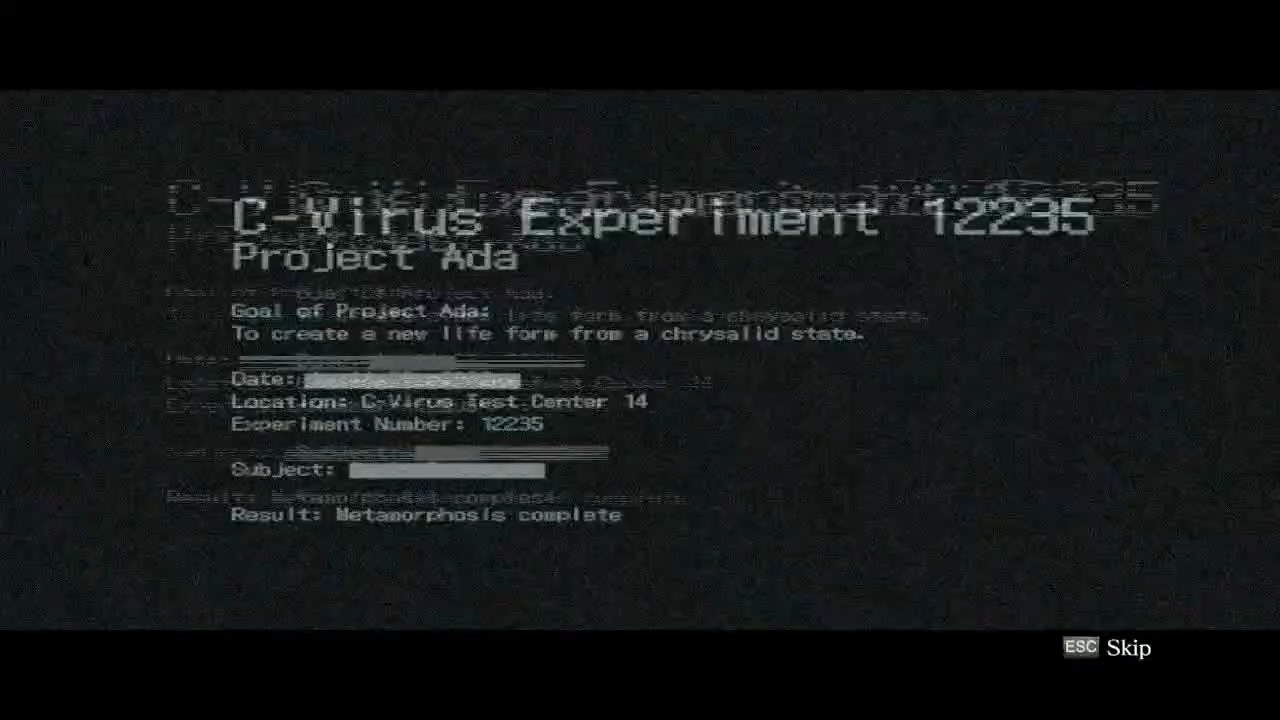 C-Virus Experiment 12235
Project Ada
Goal of Project Ada:
To create a new life form from a chrysalid state.
Date:
Location: C-Virus Test Center 14
Experiment Number: 12235
Subject:
Result: Metamorphosis complete
ESC Skip